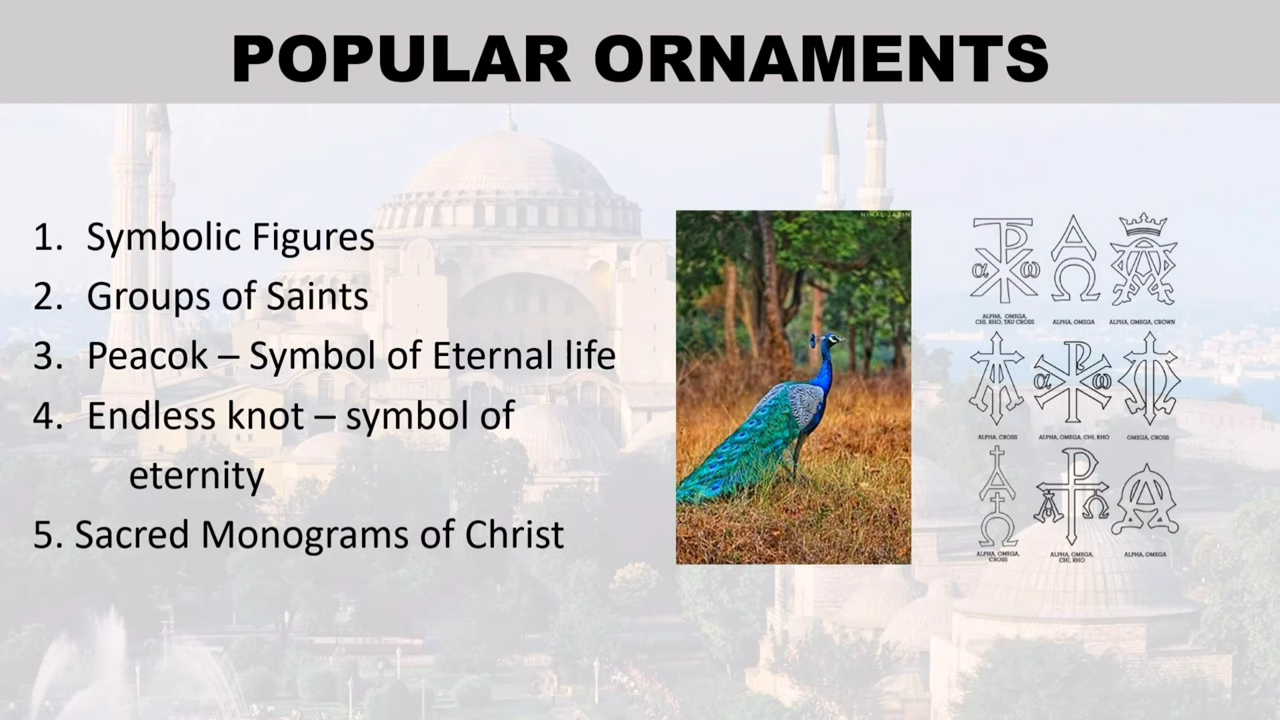 POPULAR ORNAMENTS
1. Symbolic Figures
2. Groups of Saints
3. Peacok – Symbol of Eternal life
4. Endless knot – symbol of
eternity
5. Sacred Monograms of Christ
NIHAL JABIN
ALPHA, OMEGA,
CHI, RHO, TAU CROSS
ALPHA, OMEGA
ALPHA, OMEGA, CROWN
ALPHA, CROSS
ALPHA, OMEGA, CHI, RHO
OMEGA, CROSS
ALPHA, OMEGA,
CROSS
ALPHA, OMEGA,
CHI, RHO
ALPHA, OMEGA